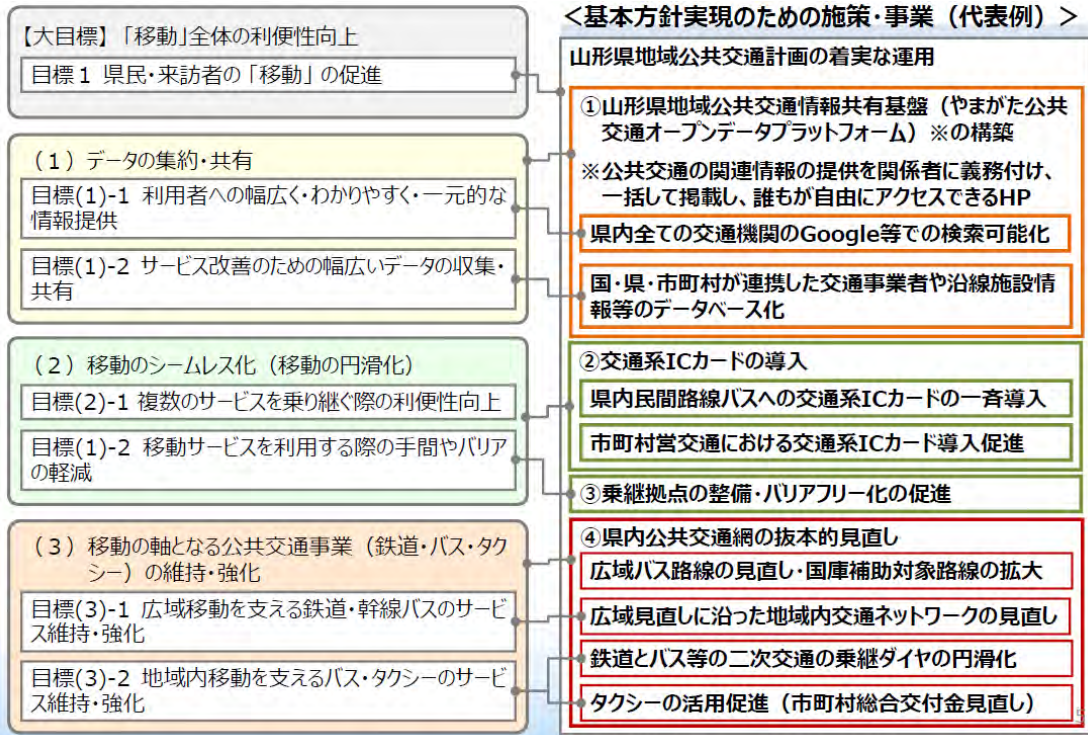 【大目標】「移動」全体の利便性向上
目標1 県民・来訪者の「移動」の促進
(1)データの集約・共有
目標(1)-1 利用者への幅広く・わかりやすく・一元的な
情報提供
目標(1)-2 サービス改善のための幅広いデータの収集・
共有
(2)移動のシームレス化(移動の円滑化)
目標(2)-1 複数のサービスを乗り継ぐ際の利便性向上
目標(1)-2 移動サービスを利用する際の手間やバリア
の軽減
(3)移動の軸となる公共交通事業(鉄道・バス・タク
シー)の維持・強化
目標(3)-1 広域移動を支える鉄道・幹線バスのサービ
ス維持・強化
目標(3)-2 地域内移動を支えるバス・タクシーのサービ
ス維持・強化
<基本方針実現のための施策・事業(代表例)>
山形県地域公共交通計画の着実な運用
①山形県地域公共交通情報共有基盤(やまがた公共
交通オープンデータプラットフォーム)※の構築
※公共交通の関連情報の提供を関係者に義務付け、
一括して掲載し、誰もが自由にアクセスできるHP
県内全ての交通機関のGoogle等での検索可能化
国・県・市町村が連携した交通事業者や沿線施設情
報等のデータベース化
②交通系ICカードの導入
県内民間路線バスへの交通系ICカードの一斉導入
市町村営交通における交通系ICカード導入促進
③乗継拠点の整備・バリアフリー化の促進
④県内公共交通網の抜本的見直し
広域バス路線の見直し・国庫補助対象路線の拡大
広域見直しに沿った地域内交通ネットワークの見直し
鉄道とバス等の二次交通の乗継ダイヤの円滑化
タクシーの活用促進(市町村総合交付金見直し)